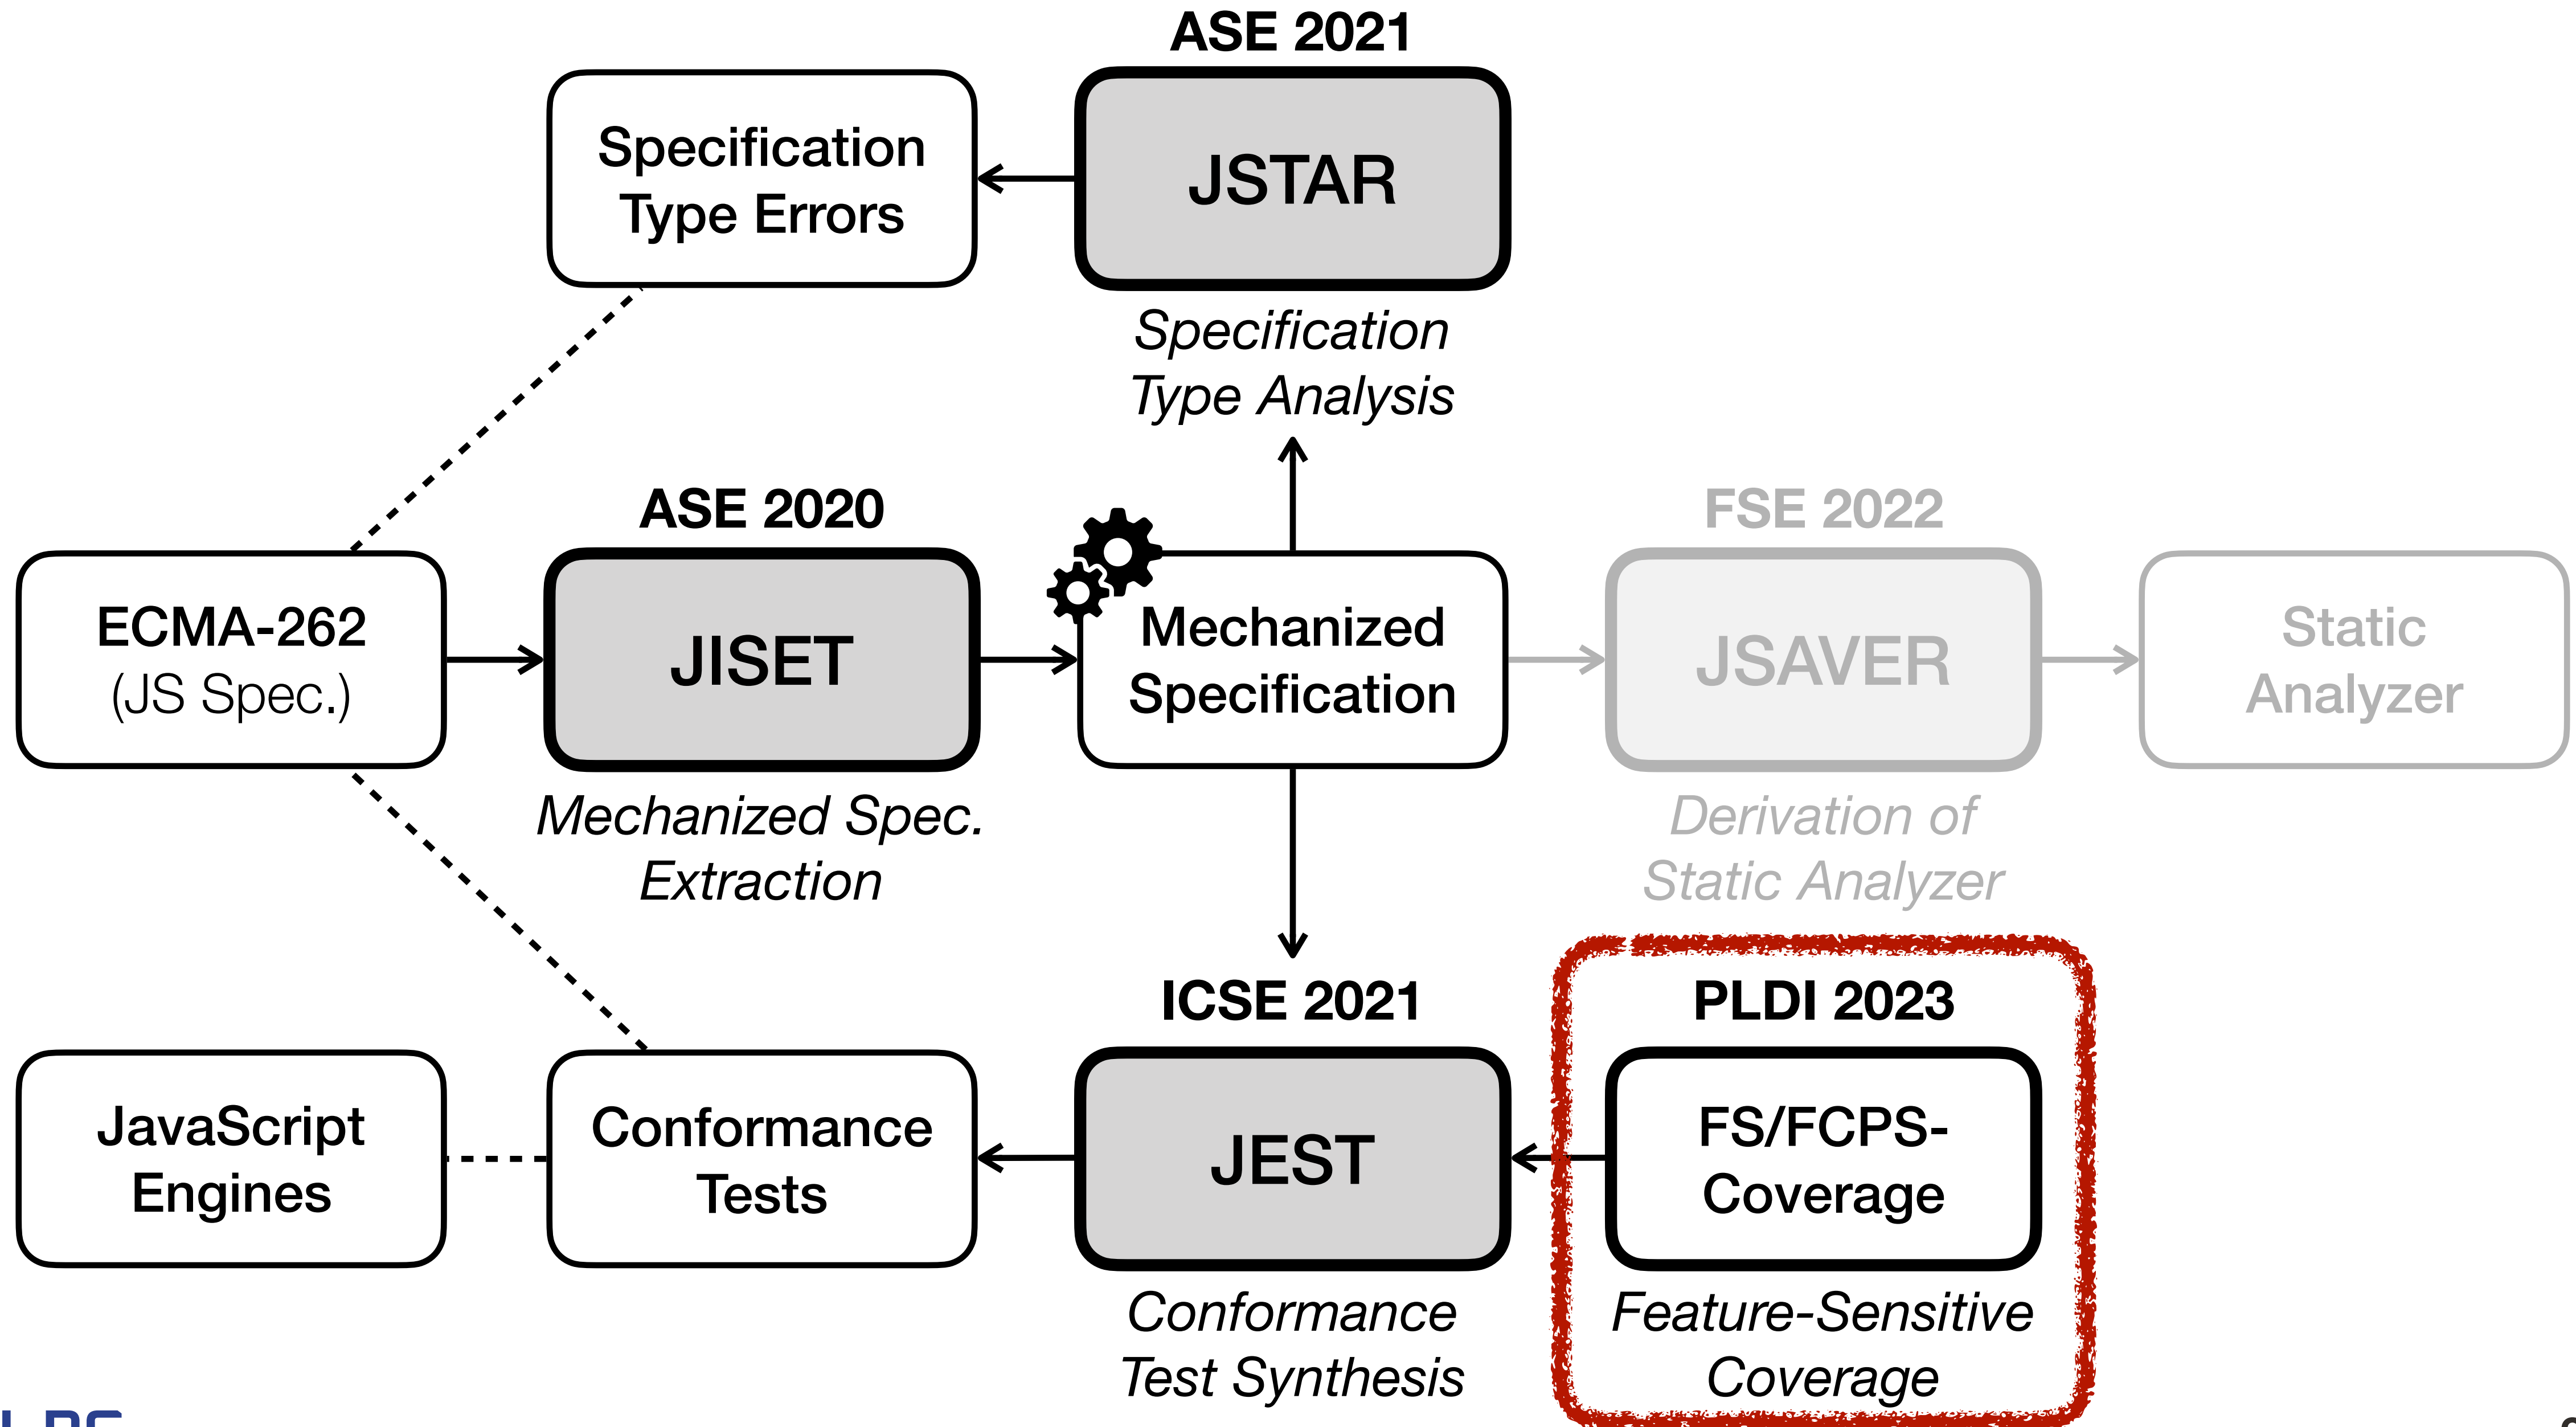 ASE 2021
Specification
Type Errors
JSTAR
Specification
Type Analysis
ASE 2020
FSE 2022
ECMA-262
(JS Spec.)
JISET
Mechanized
Specification
JSAVER
Static
Analyzer
Mechanized Spec.
Extraction
Derivation of
Static Analyzer
ICSE 2021
PLDI 2023
JavaScript
Engines
Conformance
Tests
JEST
FS/FCPS-
Coverage
Conformance
Test Synthesis
Feature-Sensitive
Coverage